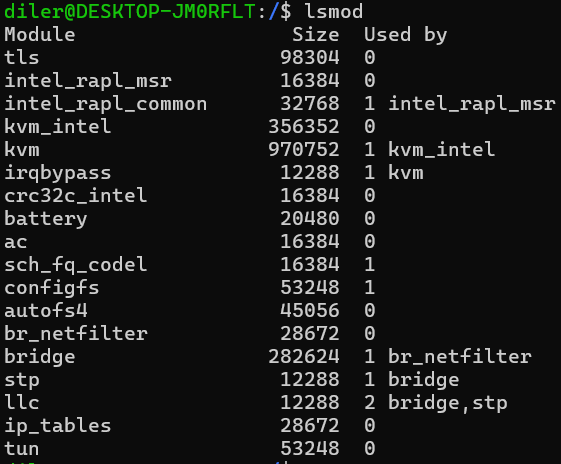 diler@DESKTOP-JM0RFLT:/$ lsmod
Module                  Size  Used by
tls                    98304  0
intel_rapl_msr         16384  0
intel_rapl_common      32768  1 intel_rapl_msr
kvm_intel             356352  0
kvm                   970752  1 kvm_intel
irqbypass              12288  1 kvm
crc32c_intel           16384  0
battery                20480  0
ac                     16384  0
sch_fq_codel           16384  1
configfs               53248  1
autofs4                45056  0
br_netfilter           28672  0
bridge                282624  1 br_netfilter
stp                    12288  1 bridge
llc                    12288  2 bridge,stp
ip_tables              28672  0
tun                    53248  0